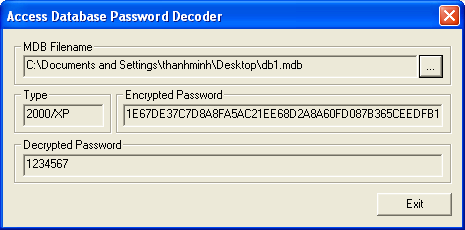 Access Database Password Decoder
MDB Filename
C:\Documents and Settings\thanhminh\Desktop\db1.mdb
...
Type
Encrypted Password
2000/XP
1E67DE37C7D8A8FA5AC21EE68D2A8A60FD087B365CEEDFB1
Decrypted Password
1234567
Exit